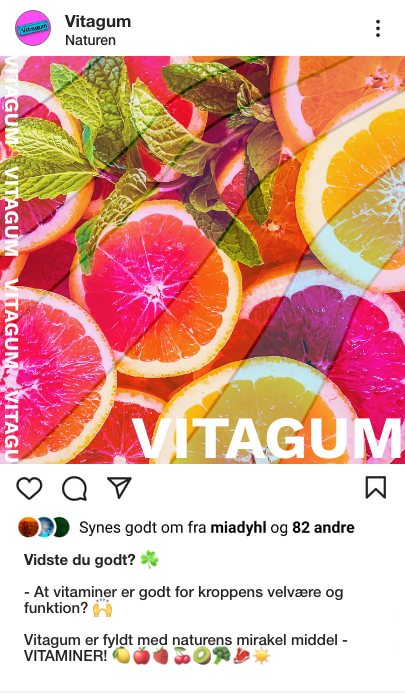 Vitagum
Vitagum
Naturen
VITAGUM
VITAGUM
VITAGUM
VITAGU
VITAGUM
Synes godt om fra miadyhl og 82 andre
Vidste du godt? ☘️
- At vitaminer er godt for kroppens velvære og
funktion? 🙌
Vitagum er fyldt med naturens mirakel middel -
VITAMINER! 🍋🍎🍓🍒🥝🥦🌶️☀️